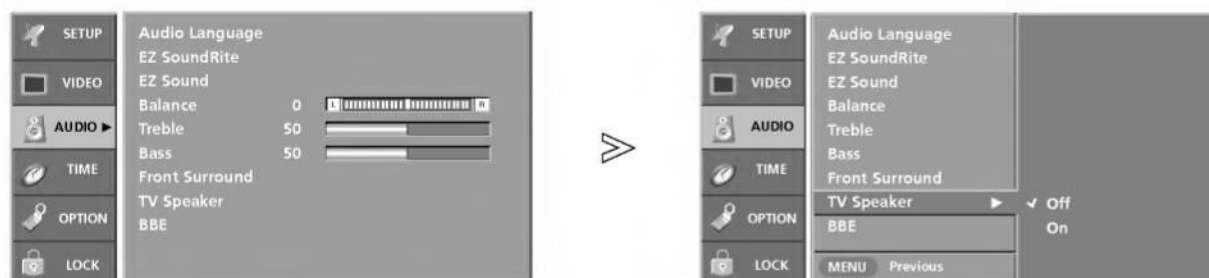 SETUP
VIDEO
AUDIO ►
TIME
OPTION
LOCK
Audio Language
EZ SoundRite
EZ Sound
Balance 0 L R
Treble 50
Bass 50
Front Surround
TV Speaker
BBE
SETUP
VIDEO
AUDIO
TIME
OPTION
LOCK
Audio Language
EZ SoundRite
EZ Sound
Balance
Treble
Bass
Front Surround
TV Speaker ► ✓ Off
BBE On
MENU Previous